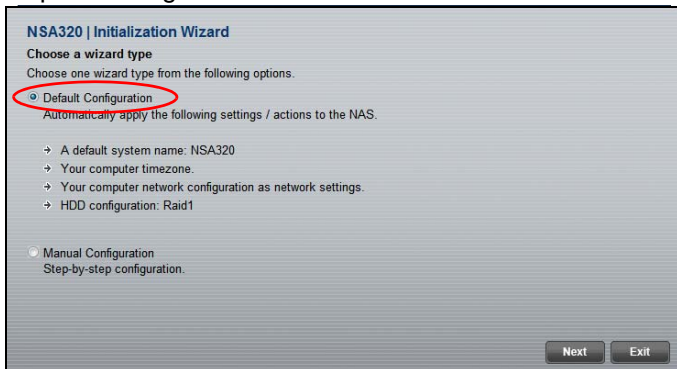 NSA320 | Initialization Wizard
Choose a wizard type
Choose one wizard type from the following options.
Default Configuration
Automatically apply the following settings / actions to the NAS.
→ A default system name: NSA320
→ Your computer timezone.
→ Your computer network configuration as network settings.
→ HDD configuration: Raid1
Manual Configuration
Step-by-step configuration.
Next Exit